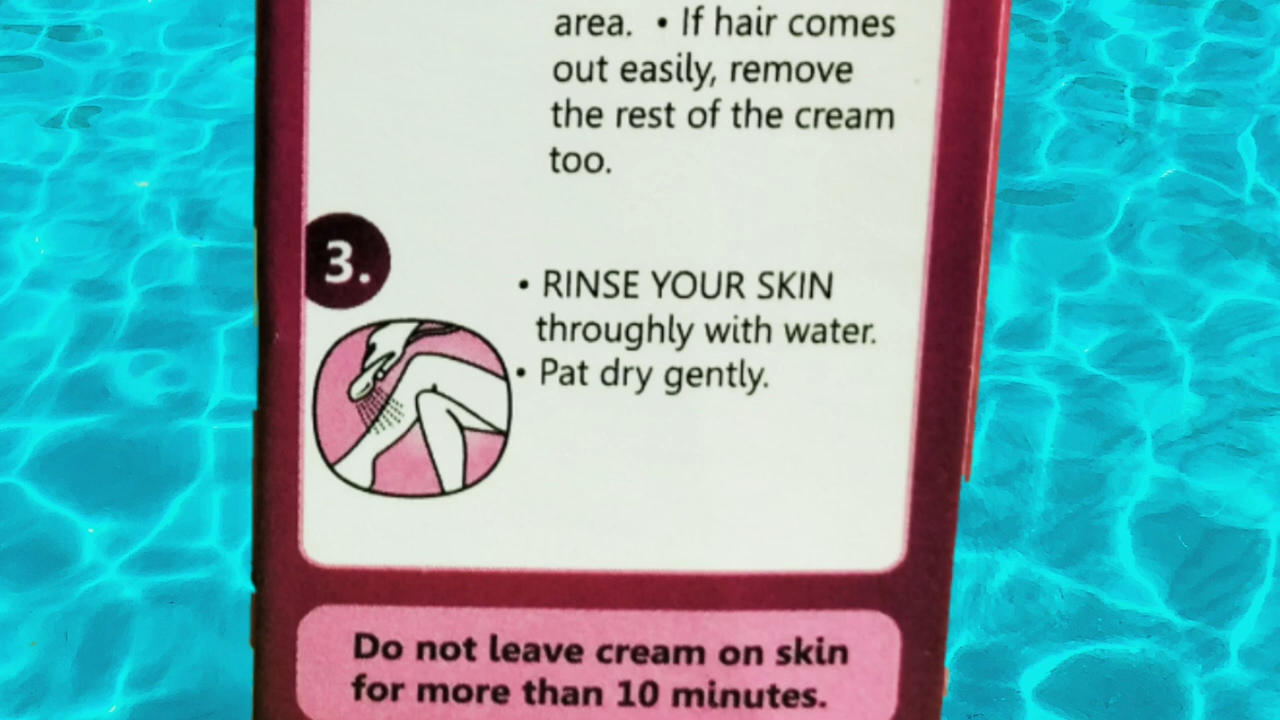 area. • If hair comes
out easily, remove
the rest of the cream
too.
3.
• RINSE YOUR SKIN
throughly with water.
• Pat dry gently.
Do not leave cream on skin
for more than 10 minutes.